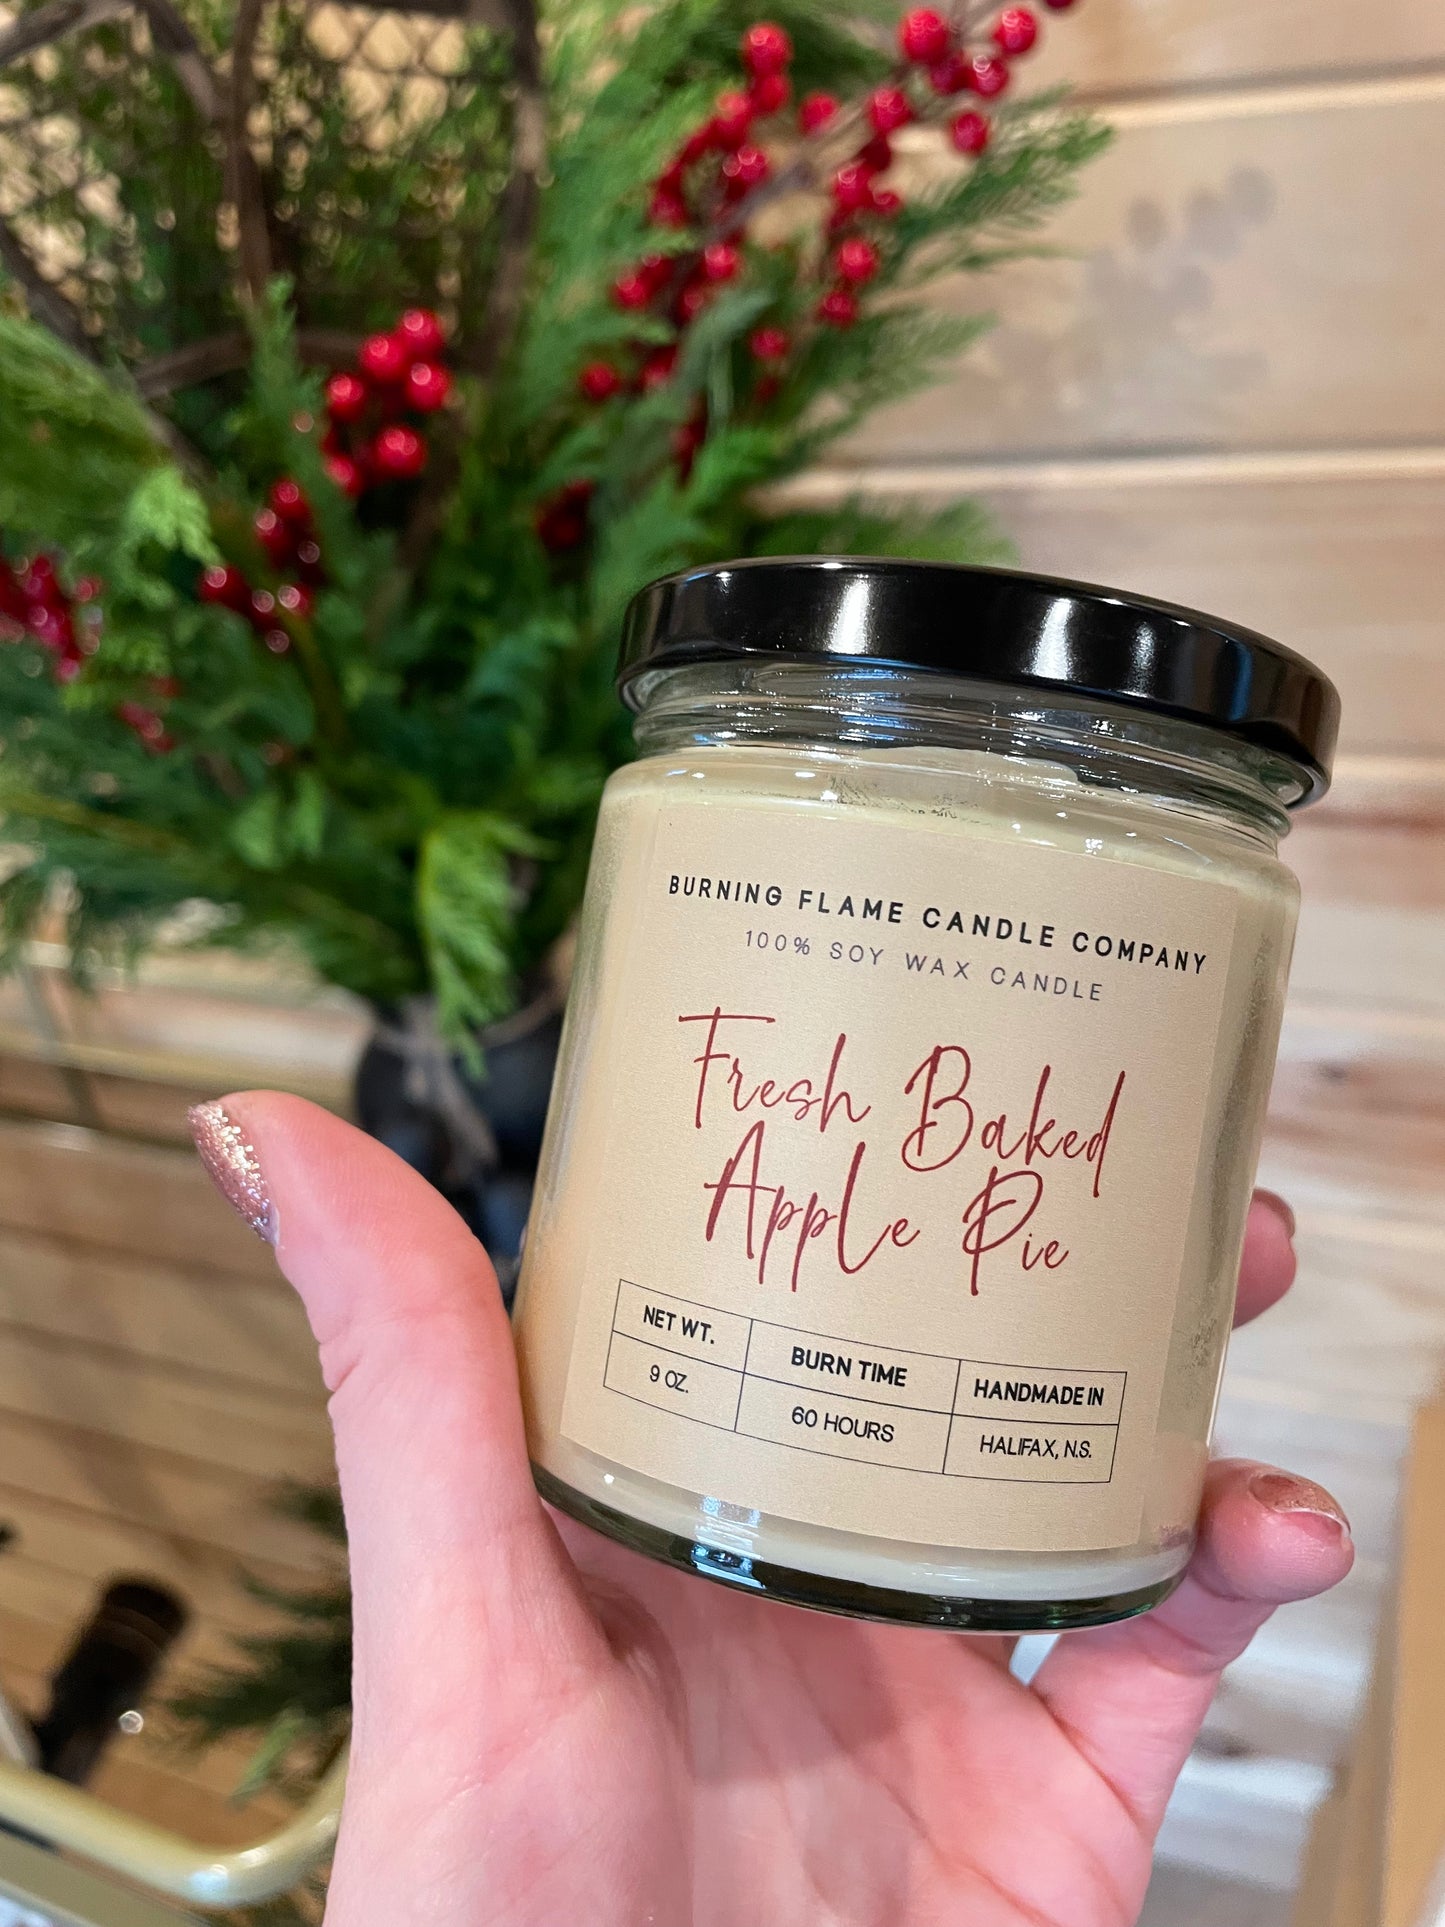 BURNING FLAME CANDLE COMPANY
100% SOY WAX CANDLE
Fresh Baked
Apple Pie
NET WT. BURN TIME HANDMADE IN
9 OZ. 60 HOURS HALIFAX, N.S.